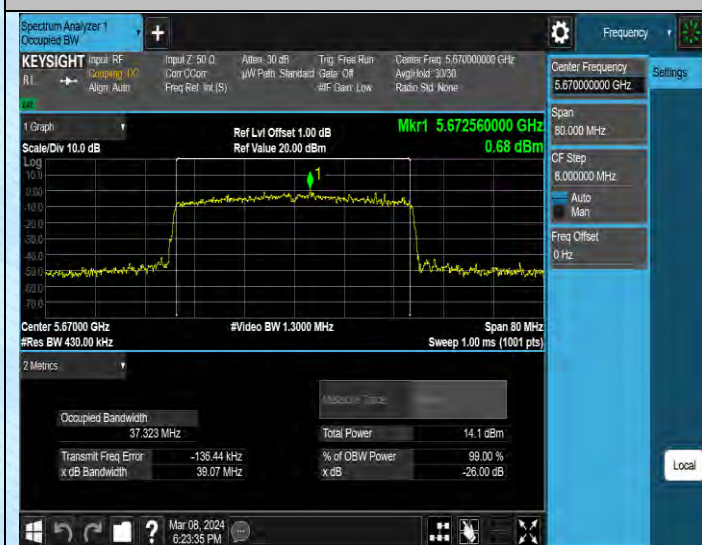 Spectrum Analyzer 1
Occupied BW
+
Frequency
KEYSIGHT
Input: RF
Coupling: DC
Align: Auto
Input Z: 50 Ω
Corr CCorr
Freq Ref: Int (S)
Atten: 30 dB
µW Path: Standard
Trig: Free Run
Gate: Off
#IF Gain: Low
Center Freq: 5.670000000 GHz
Avg|Hold: 30/30
Radio Std: None
Center Frequency
5.670000000 GHz
Settings
Span
80.000 MHz
CF Step
8.000000 MHz
Auto
Man
Freq Offset
0 Hz
1 Graph
Scale/Div 10.0 dB
Ref Lvl Offset 1.00 dB
Ref Value 20.00 dBm
Mkr1 5.672560000 GHz
0.68 dBm
Log
10.0
0.00
-10.0
-20.0
-30.0
-40.0
-50.0
-60.0
-70.0
1
Center 5.67000 GHz
#Video BW 1.3000 MHz
Span 80 MHz
#Res BW 430.00 kHz
Sweep 1.00 ms (1001 pts)
2 Metrics
Occupied Bandwidth
37.323 MHz
Total Power 14.1 dBm
Transmit Freq Error -136.44 kHz
% of OBW Power 99.00 %
x dB Bandwidth 39.07 MHz
x dB -26.00 dB
Local
?
Mar 08, 2024
6:23:35 PM